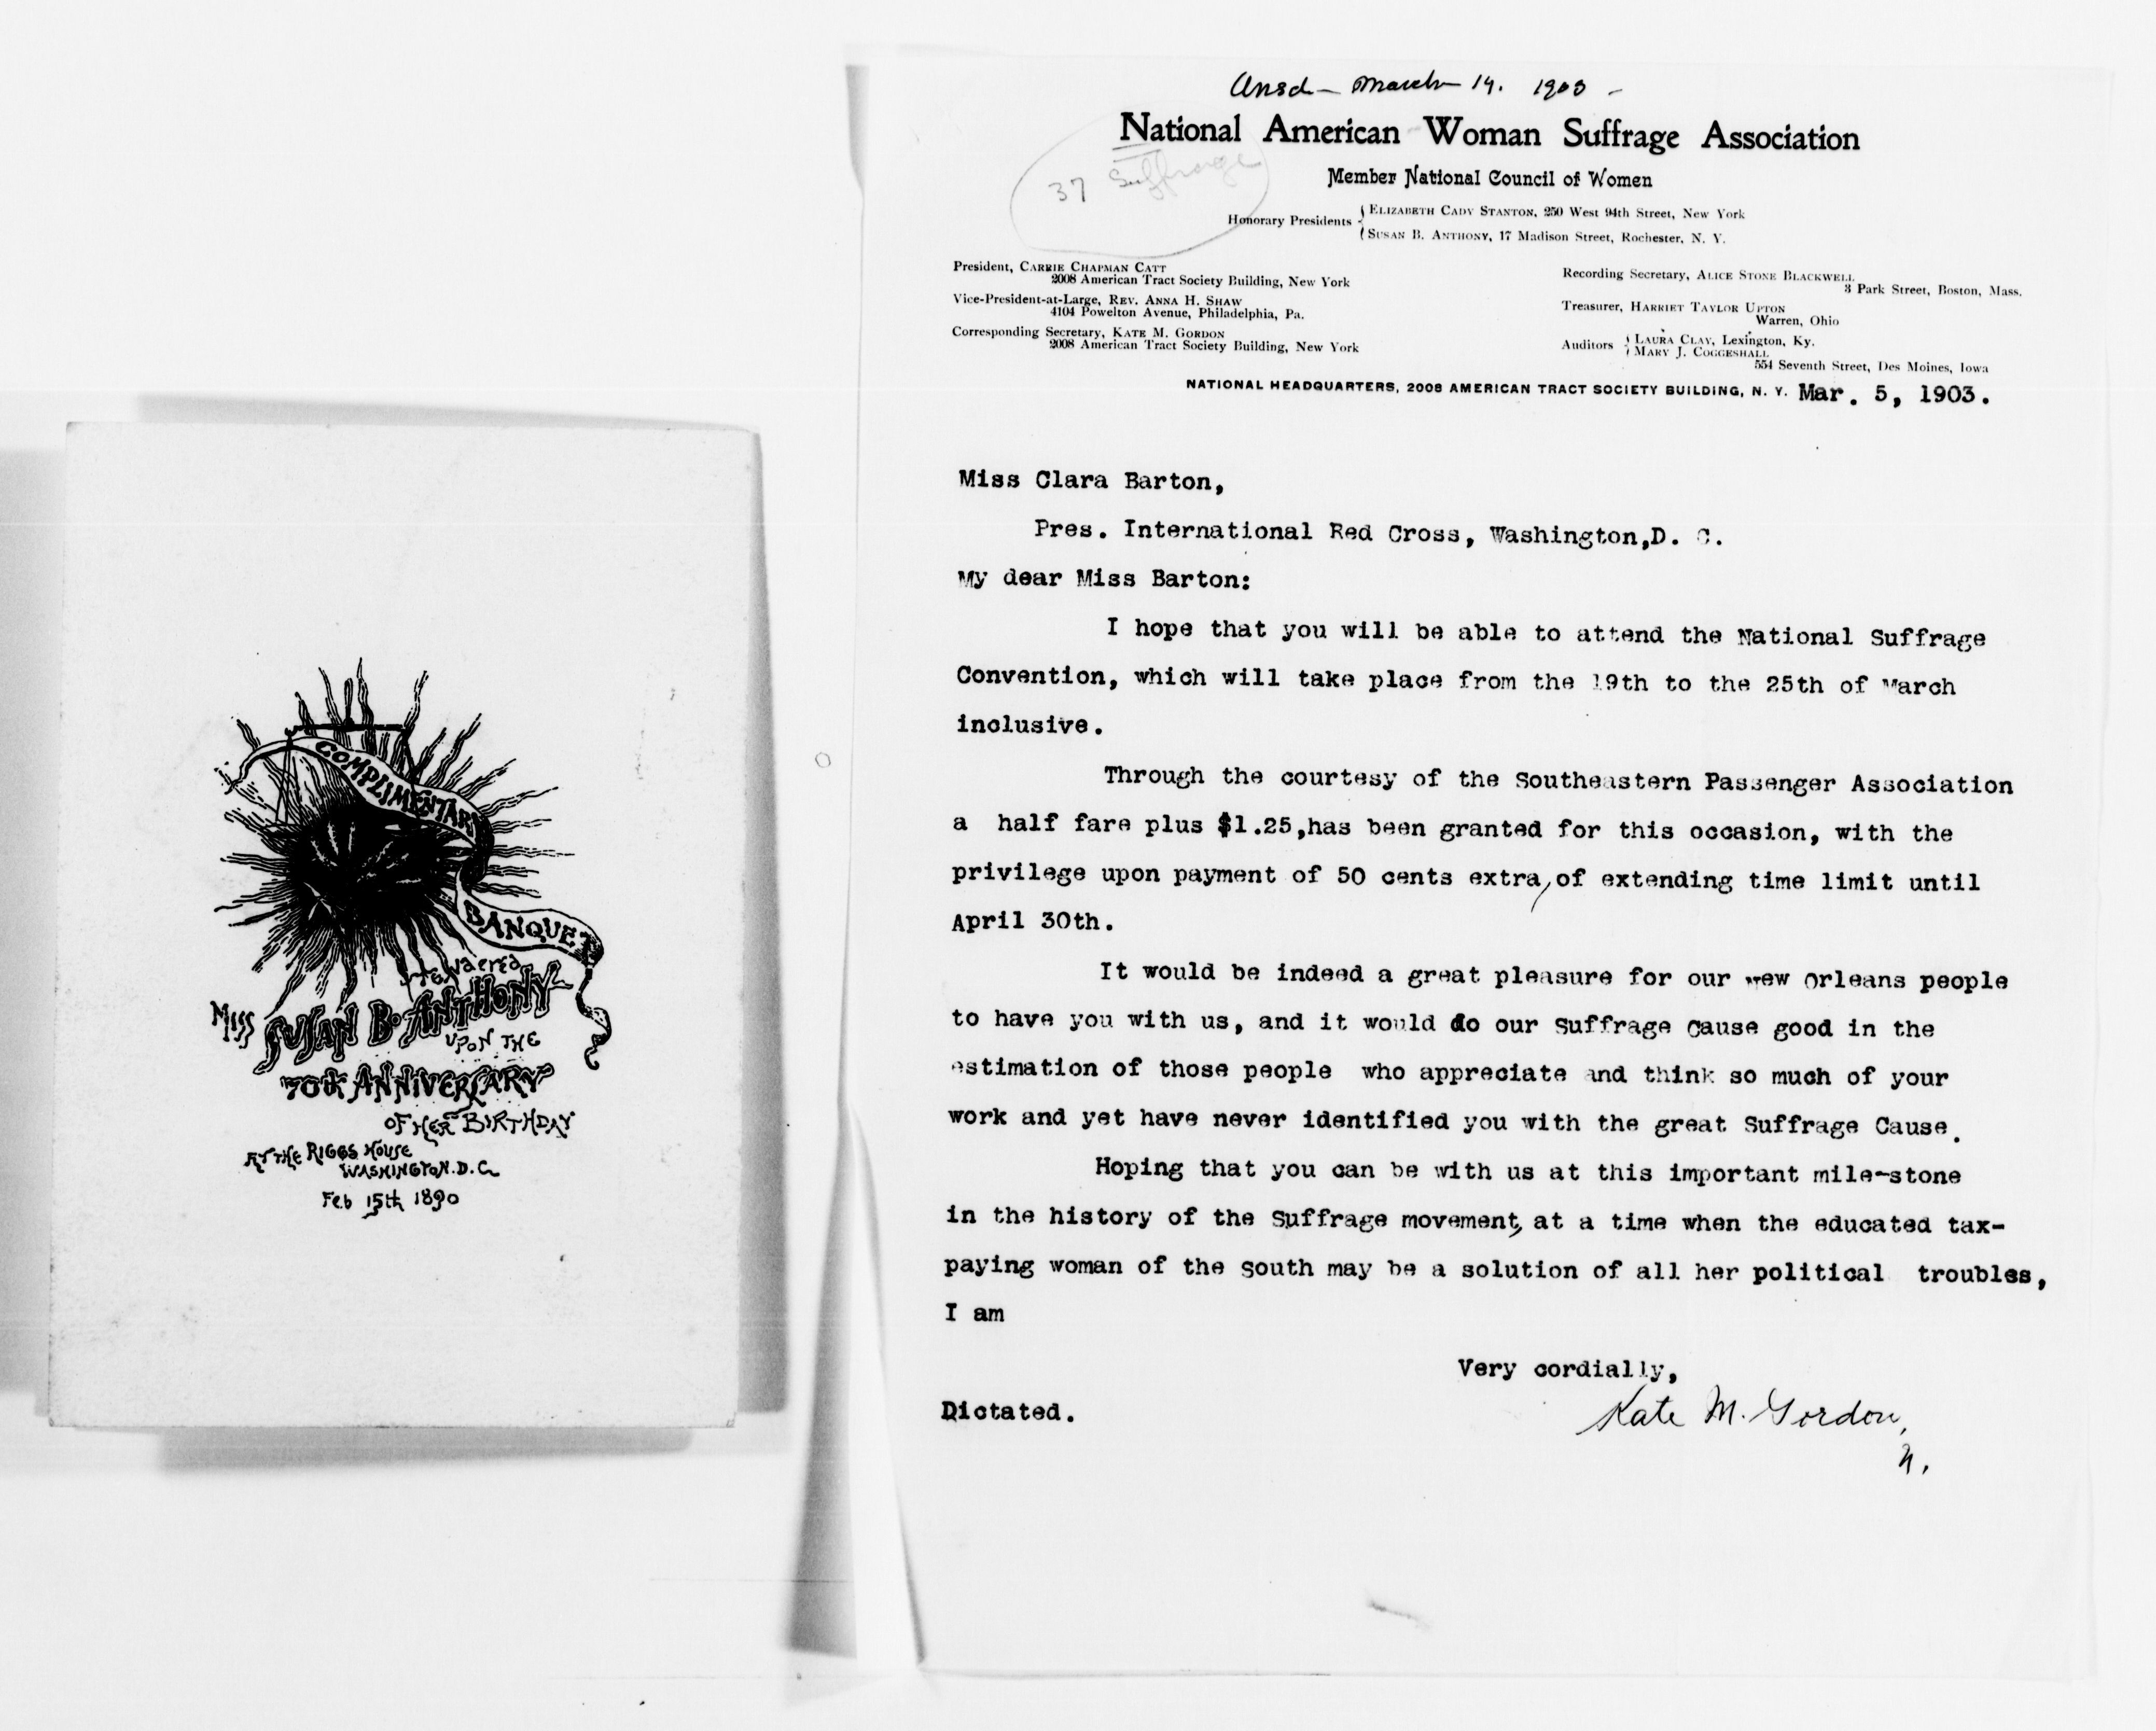 COMPLIMENTARY
BANQUET
tendered
Miss SUSAN B. ANTHONY
UPON THE
70th ANNIVERSARY
OF HER BIRTHDAY
AT THE RIGGS HOUSE
WASHINGTON. D. C.
Feb 15th 1890
Ansd - March 14. 1903 -
National American Woman Suffrage Association
37 Suffrage
Member National Council of Women
Honorary Presidents { ELIZABETH CADY STANTON, 250 West 94th Street, New York
SUSAN B. ANTHONY, 17 Madison Street, Rochester, N. Y.
President, CARRIE CHAPMAN CATT
2008 American Tract Society Building, New York
Vice-President-at-Large, REV. ANNA H. SHAW
4104 Powelton Avenue, Philadelphia, Pa.
Corresponding Secretary, KATE M. GORDON
2008 American Tract Society Building, New York
Recording Secretary, ALICE STONE BLACKWELL
3 Park Street, Boston, Mass.
Treasurer, HARRIET TAYLOR UPTON
Warren, Ohio
Auditors { LAURA CLAY, Lexington, Ky.
MARY J. COGGESHALL
554 Seventh Street, Des Moines, Iowa
NATIONAL HEADQUARTERS, 2008 AMERICAN TRACT SOCIETY BUILDING, N. Y. Mar. 5, 1903.
Miss Clara Barton,
Pres. International Red Cross, Washington,D. C.
My dear Miss Barton:
I hope that you will be able to attend the National Suffrage
Convention, which will take place from the 19th to the 25th of March
inclusive.
Through the courtesy of the Southeastern Passenger Association
a half fare plus $1.25,has been granted for this occasion, with the
privilege upon payment of 50 cents extra, of extending time limit until
April 30th.
It would be indeed a great pleasure for our New Orleans people
to have you with us, and it would do our Suffrage Cause good in the
estimation of those people who appreciate and think so much of your
work and yet have never identified you with the great Suffrage Cause.
Hoping that you can be with us at this important mile-stone
in the history of the Suffrage movement, at a time when the educated tax-
paying woman of the South may be a solution of all her political troubles,
I am
Very cordially,
Dictated.
Kate M. Gordon,
N.